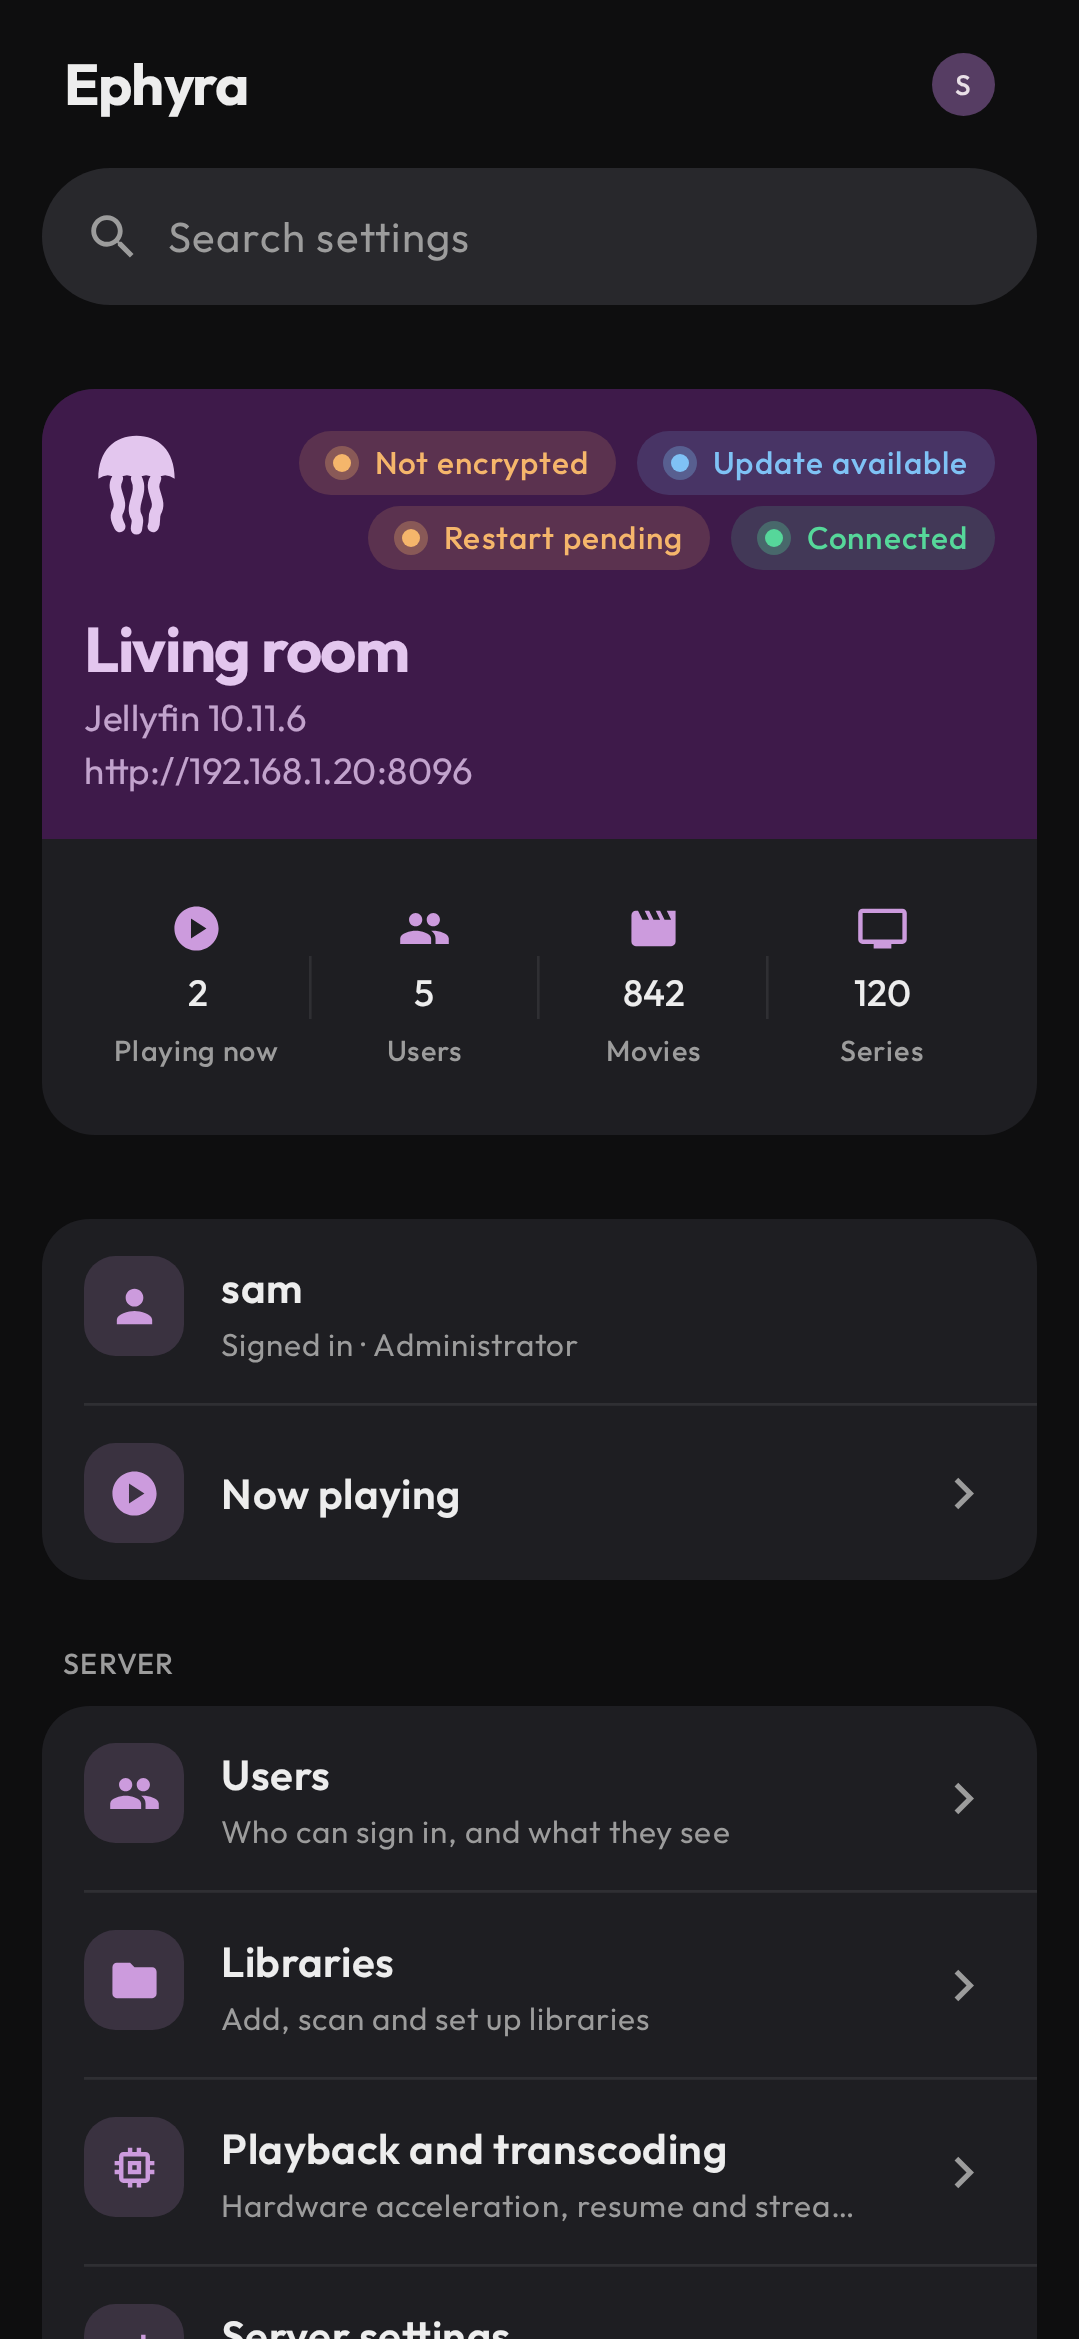 Ephyra
S
Search settings
Not encrypted
Update available
Restart pending
Connected
Living room
Jellyfin 10.11.6
http://192.168.1.20:8096
2
5
842
120
Playing now
Users
Movies
Series
sam
Signed in · Administrator
Now playing
SERVER
Users
Who can sign in, and what they see
Libraries
Add, scan and set up libraries
Playback and transcoding
Hardware acceleration, resume and strea…
Server settings